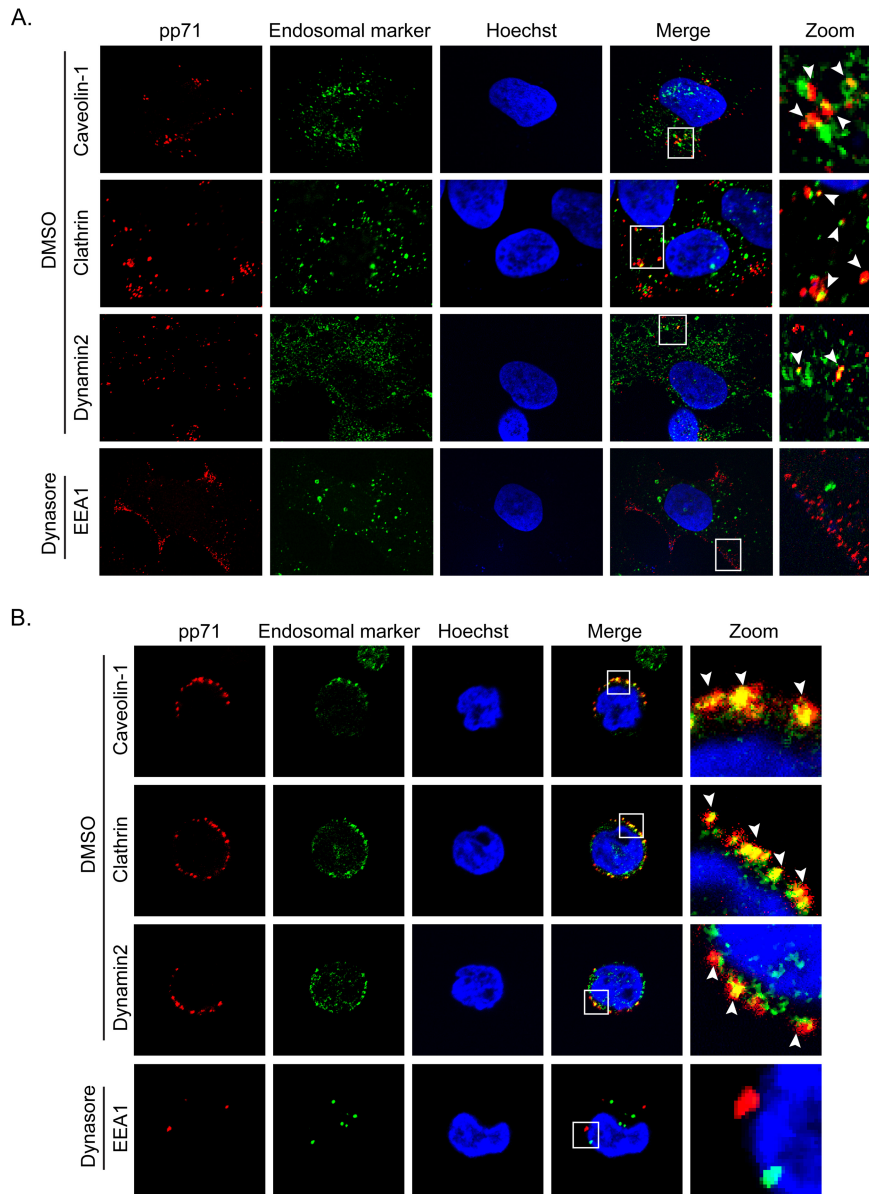 A.
pp71 Endosomal marker Hoechst Merge Zoom
DMSO
Caveolin-1
Clathrin
Dynamin2
Dynasore
EEA1
B.
pp71 Endosomal marker Hoechst Merge Zoom
DMSO
Caveolin-1
Clathrin
Dynamin2
Dynasore
EEA1